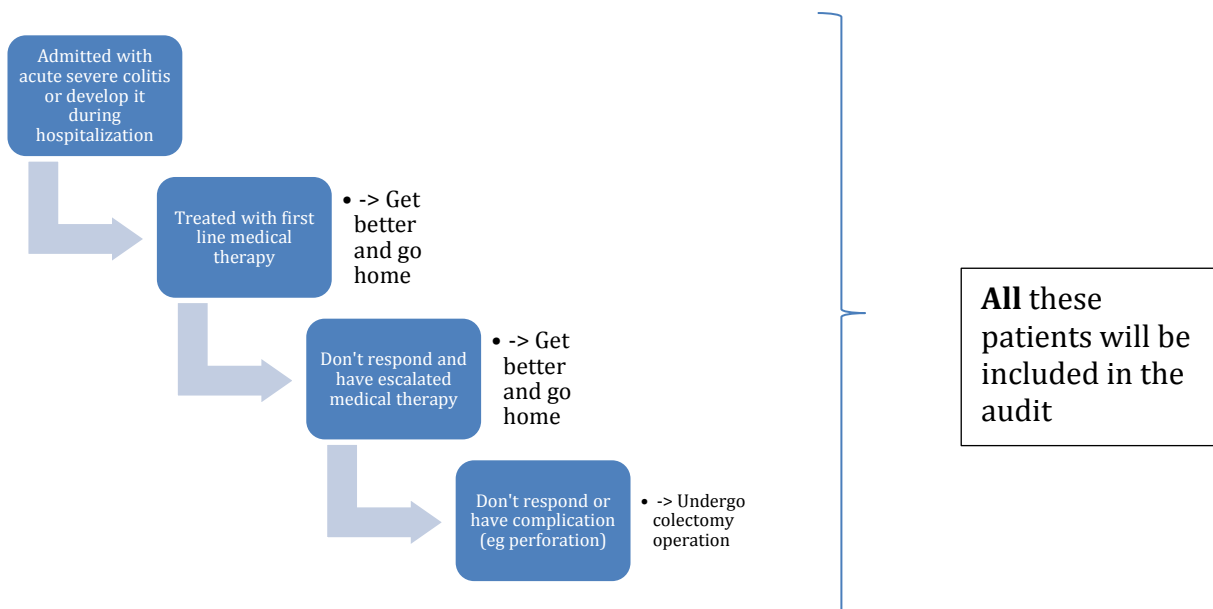 Admitted with
acute severe colitis
or develop it
during
hospitalization
Treated with first
line medical
therapy
• -> Get
better
and go
home
Don't respond and
have escalated
medical therapy
• -> Get
better
and go
home
Don't respond or
have complication
(eg perforation)
• -> Undergo
colectomy
operation
All these
patients will be
included in the
audit